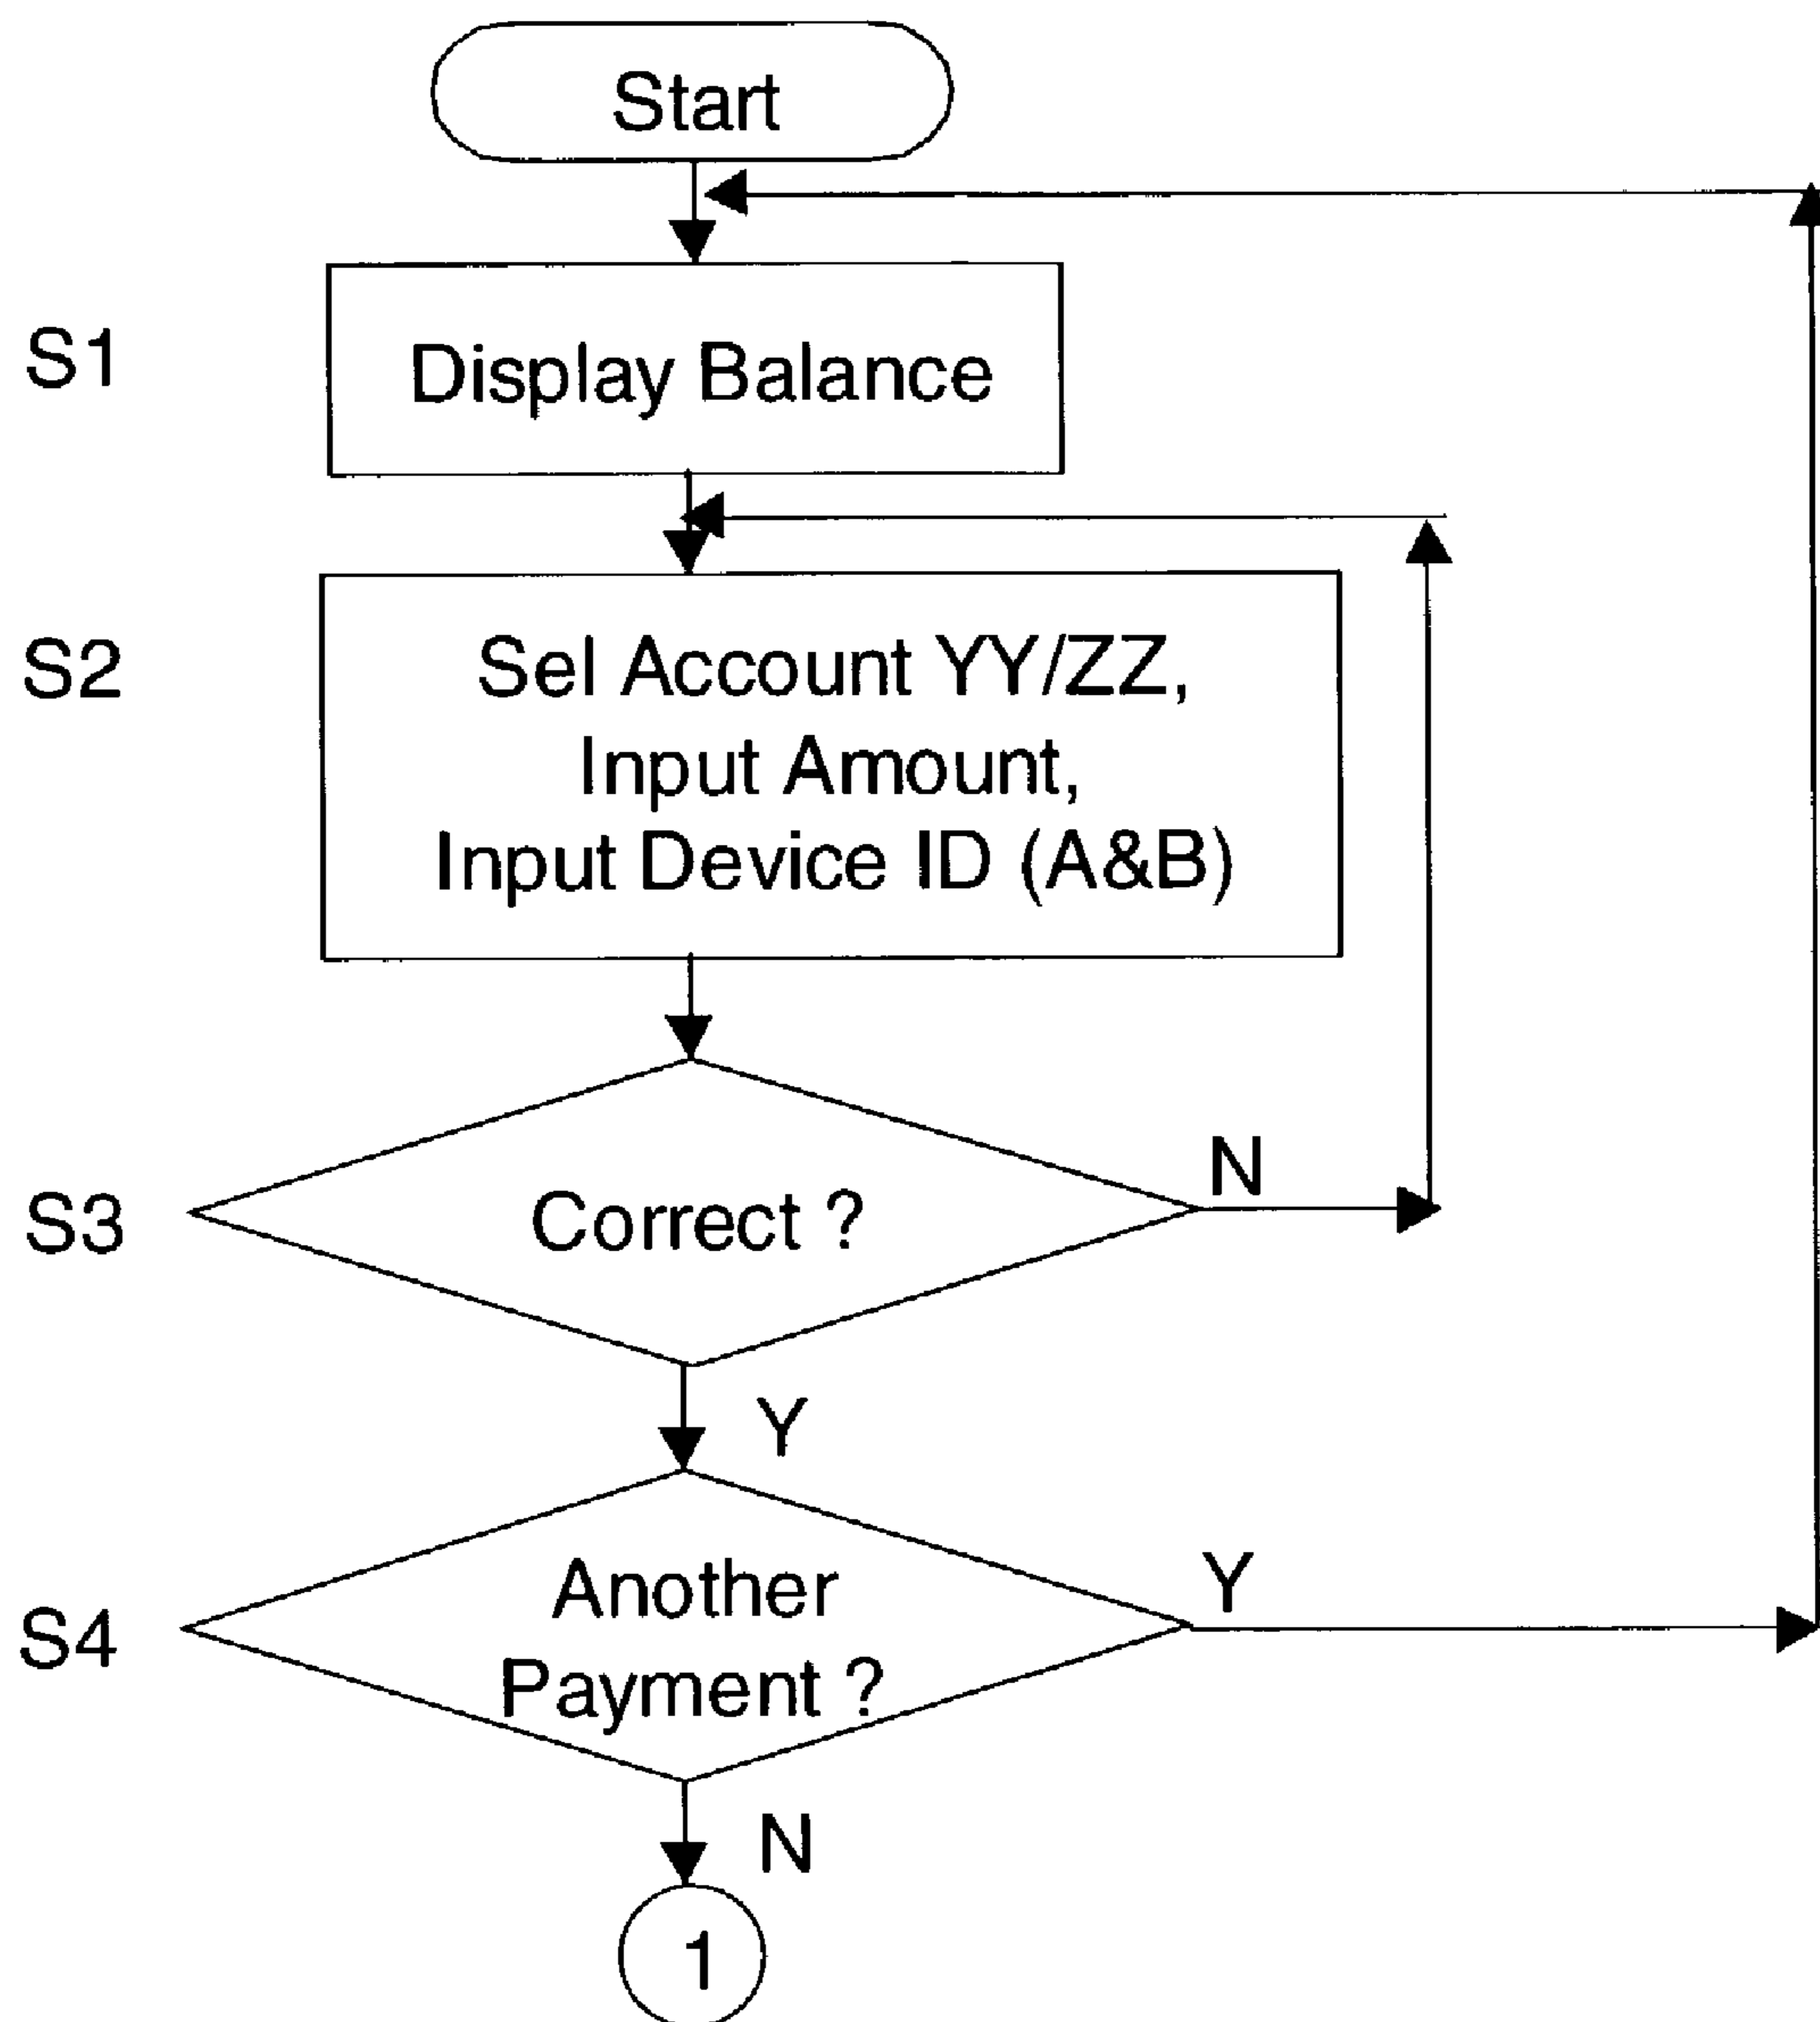 Start
S1
Display Balance
S2
Sel Account YY/ZZ,
Input Amount,
Input Device ID (A&B)
S3
Correct ?
N
Y
S4
Another
Payment ?
Y
N
1